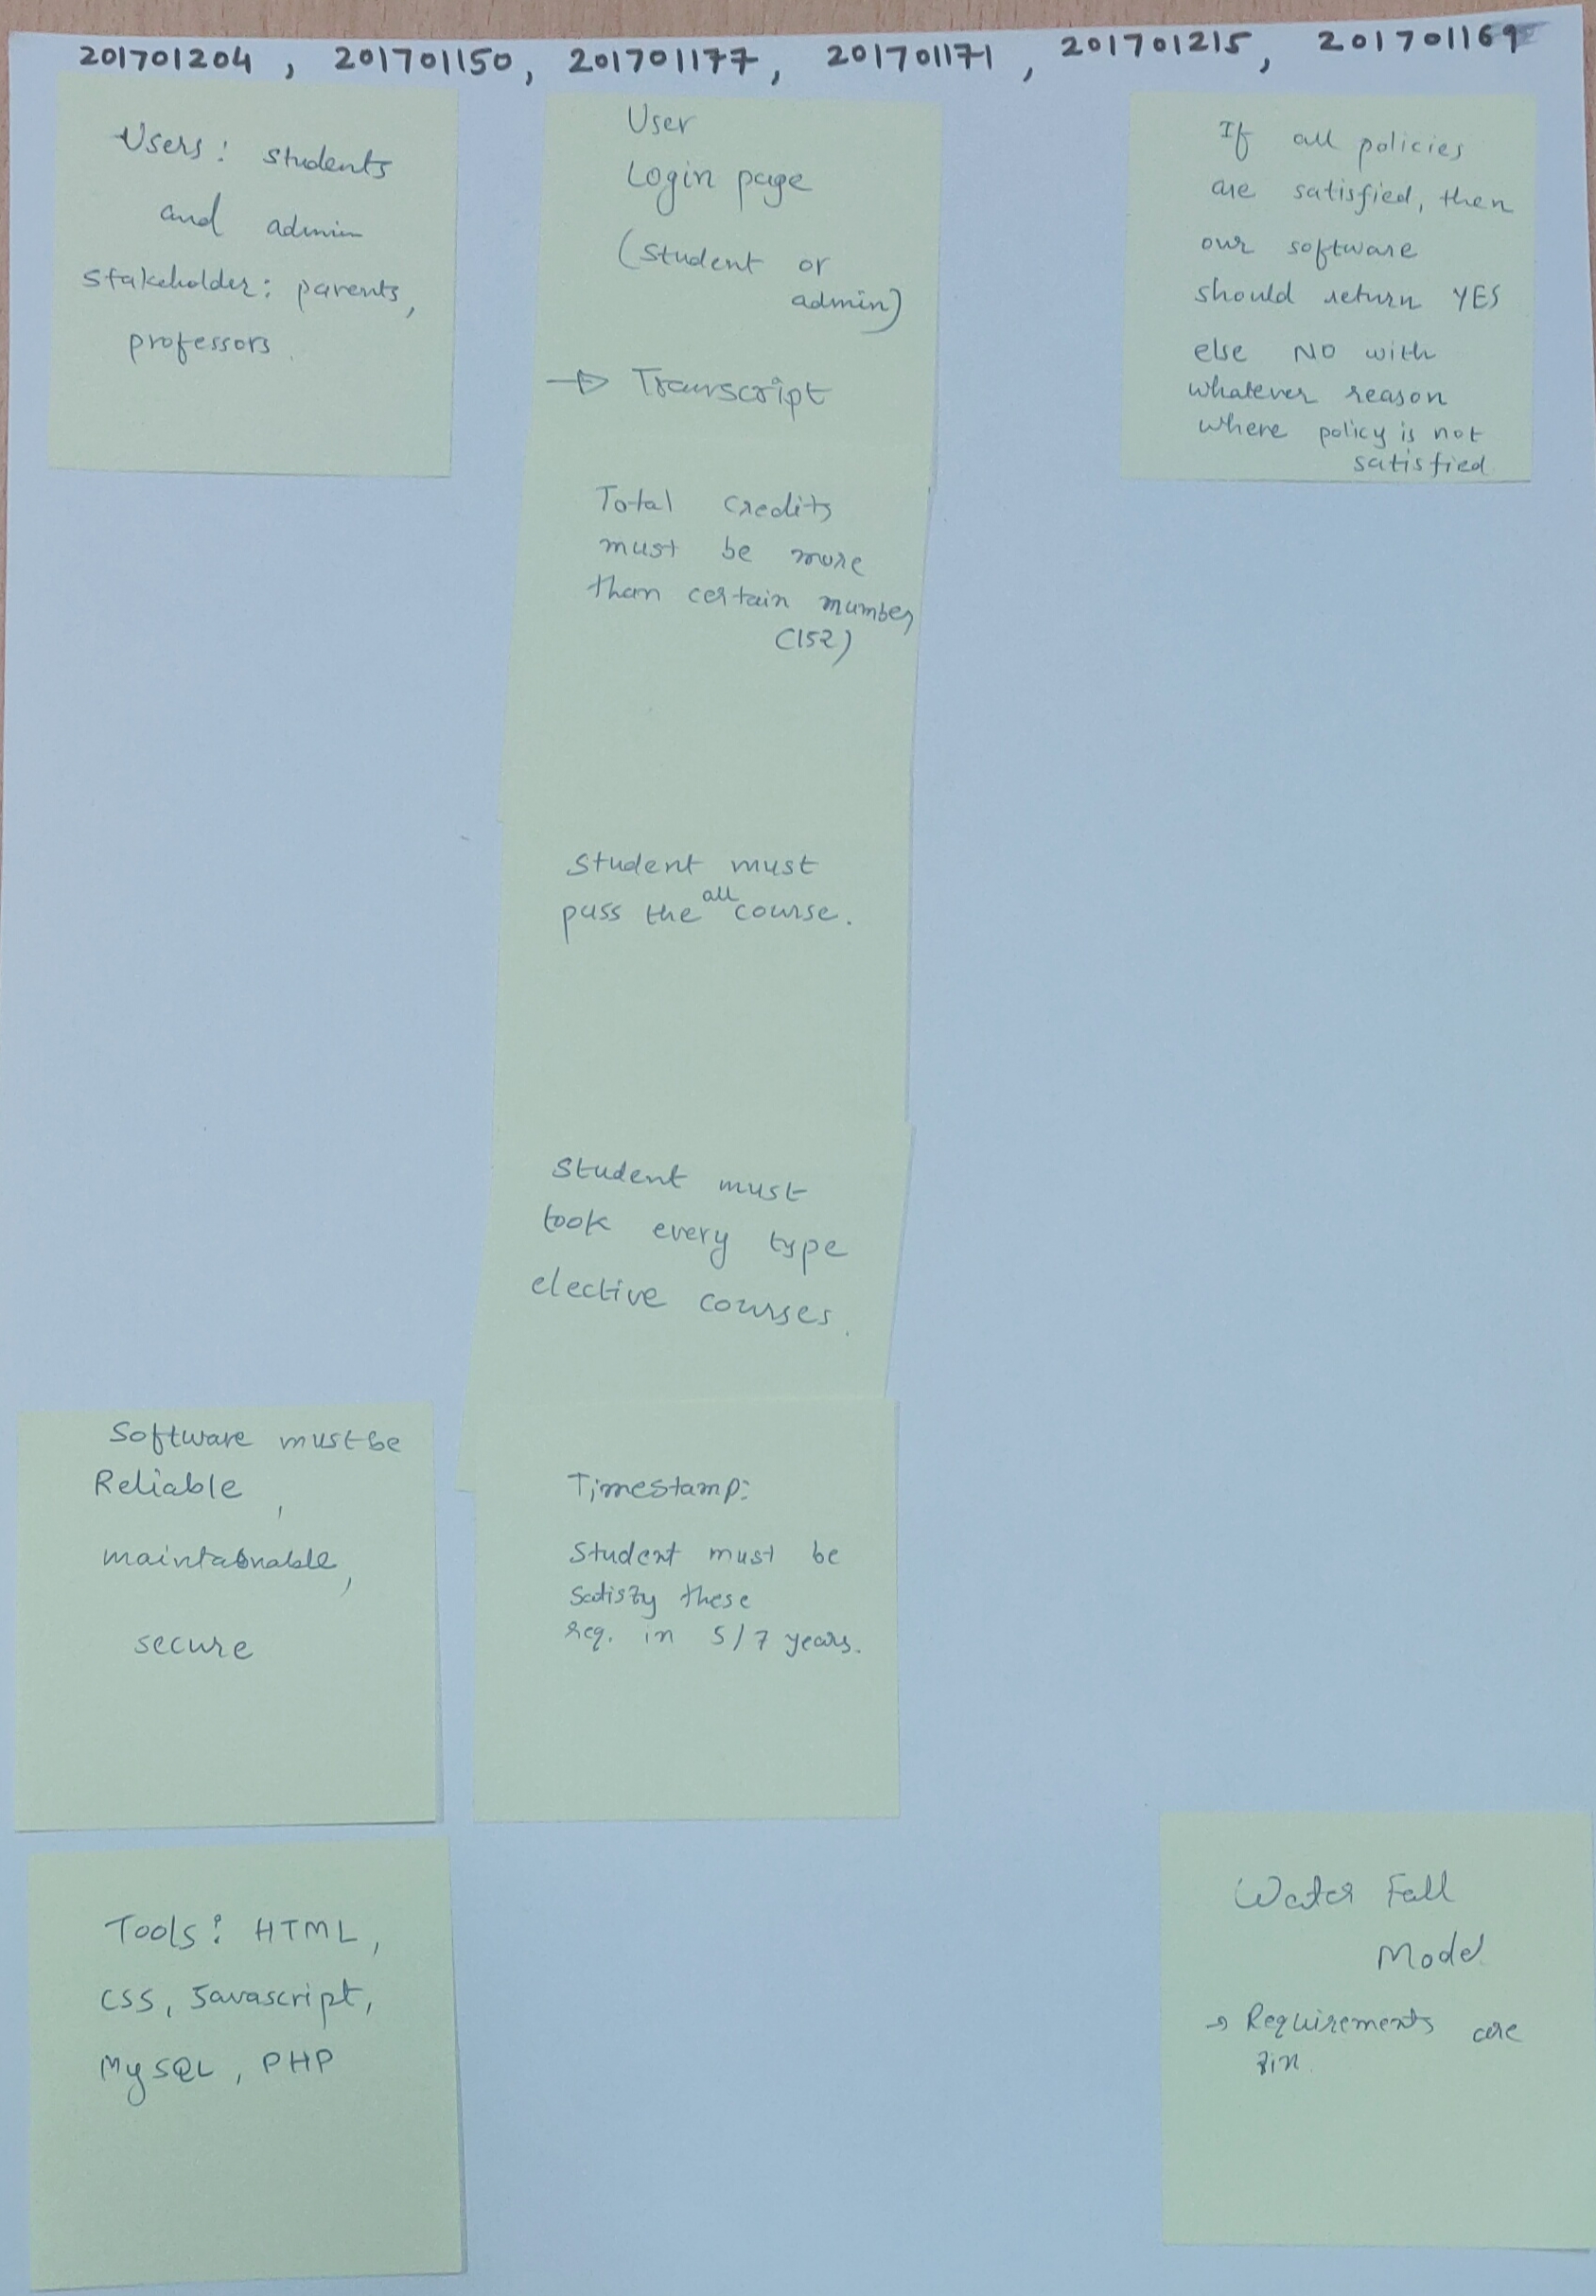 201701204 , 201701150, 201701177, 201701171 , 201701215, 201701169
Users: students
and admin
stakeholder: parents,
professors.
User
Login page
(student or
admin)
→ Transcript
Total credits
must be more
than certain number
(152)
Student must
pass the all course.
Student must
took every type
elective courses.
Timestamp:
Student must be
satisfy these
req. in 5/7 years.
If all policies
are satisfied, then
our software
should return YES
else NO with
whatever reason
where policy is not
satisfied
Software must be
Reliable,
maintainable,
secure
Tools: HTML,
CSS, Javascript,
MySQL, PHP
Water Fall
Model
→ Requirements are